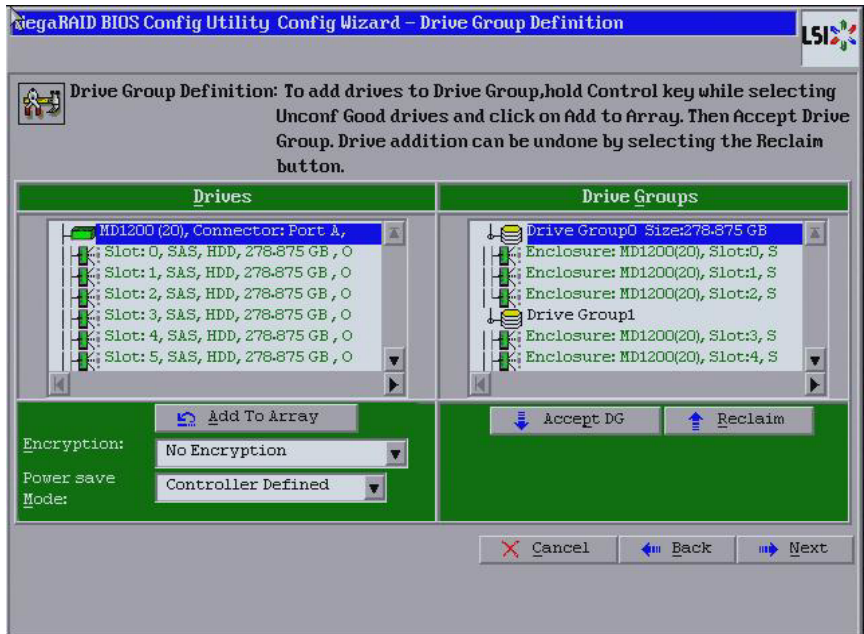 MegaRAID BIOS Config Utility Config Wizard – Drive Group Definition
LSI
Drive Group Definition: To add drives to Drive Group,hold Control key while selecting
Unconf Good drives and click on Add to Array. Then Accept Drive
Group. Drive addition can be undone by selecting the Reclaim
button.
Drives
MD1200 (20), Connector: Port A,
Slot: 0, SAS, HDD, 278.875 GB , O
Slot: 1, SAS, HDD, 278.875 GB , O
Slot: 2, SAS, HDD, 278.875 GB , O
Slot: 3, SAS, HDD, 278.875 GB , O
Slot: 4, SAS, HDD, 278.875 GB , O
Slot: 5, SAS, HDD, 278.875 GB , O
Add To Array
Encryption:
No Encryption
Power save
Mode:
Controller Defined
Drive Groups
Drive Group0 Size:278.875 GB
Enclosure: MD1200(20), Slot:0, S
Enclosure: MD1200(20), Slot:1, S
Enclosure: MD1200(20), Slot:2, S
Drive Group1
Enclosure: MD1200(20), Slot:3, S
Enclosure: MD1200(20), Slot:4, S
Accept DG
Reclaim
Cancel
Back
Next